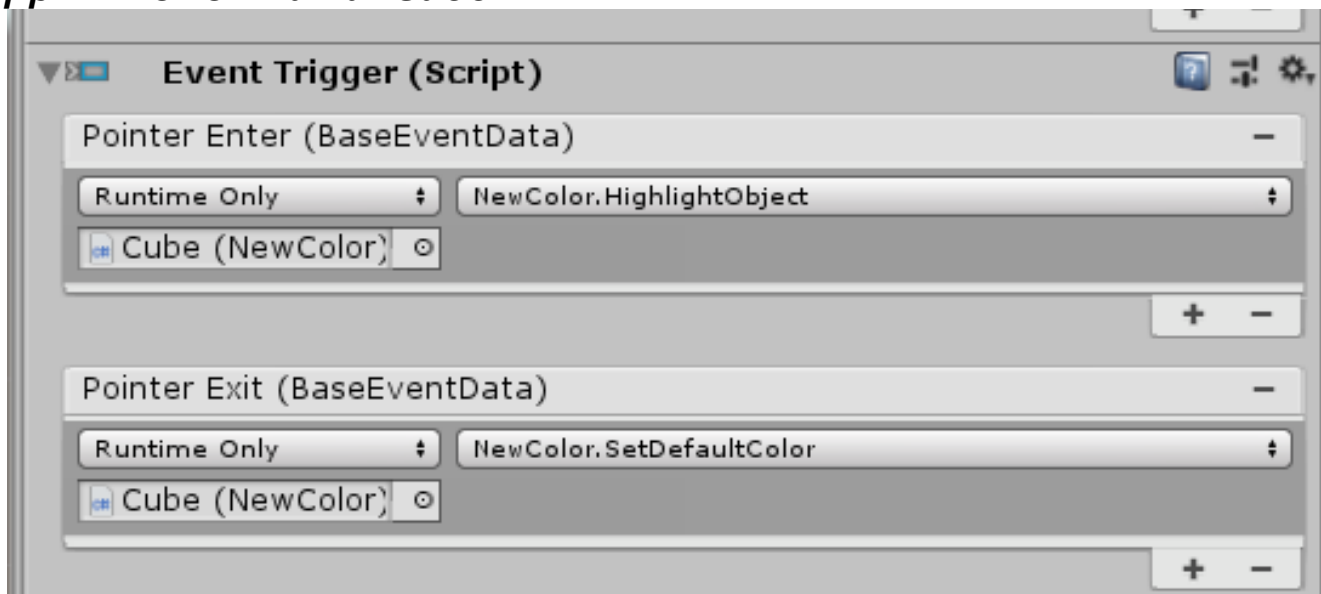 Event Trigger (Script)
Pointer Enter (BaseEventData)
Runtime Only NewColor.HighlightObject
Cube (NewColor)
+ −
Pointer Exit (BaseEventData)
Runtime Only NewColor.SetDefaultColor
Cube (NewColor)
+ −